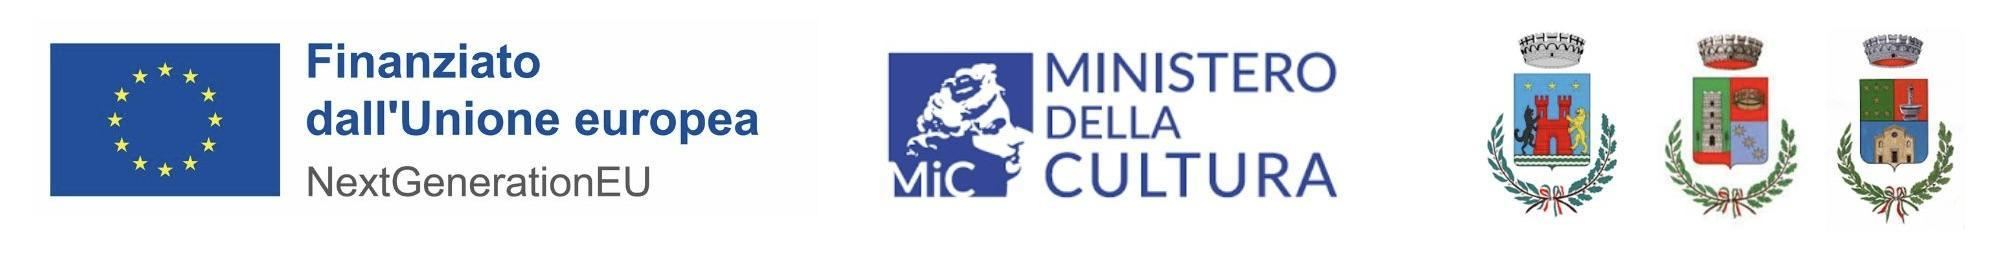 Finanziato
dall'Unione europea
NextGenerationEU
MiC
MINISTERO
DELLA
CULTURA